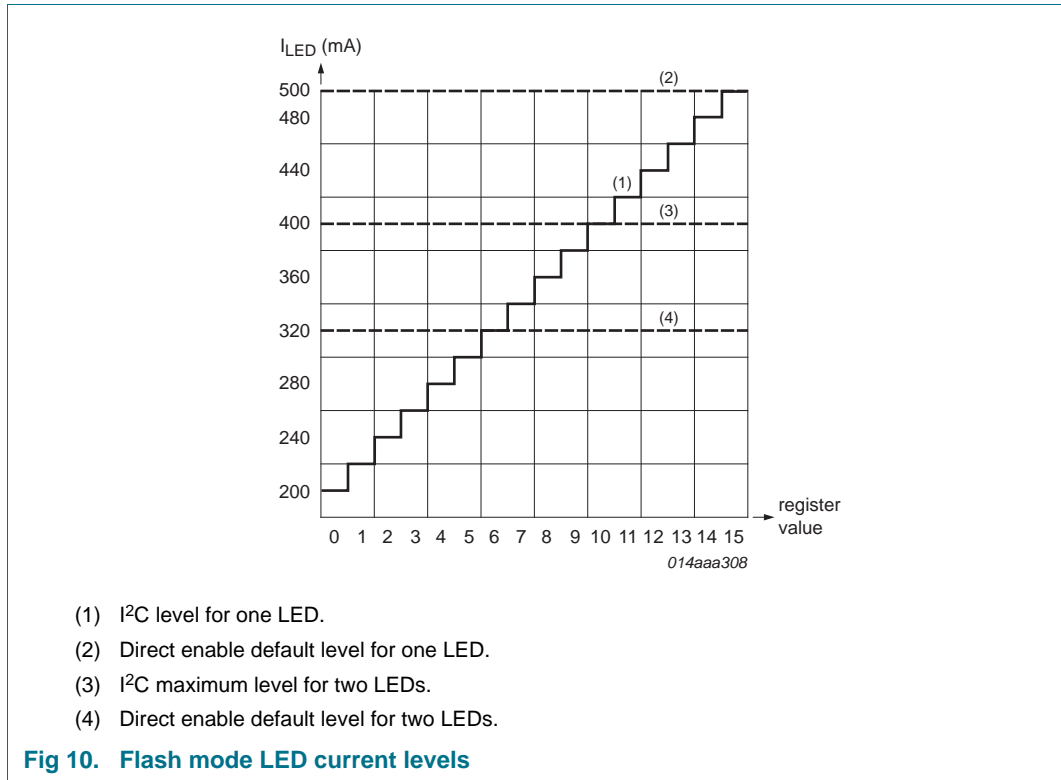 I_LED (mA)
500
480
440
400
360
320
280
240
200
(2)
(1)
(3)
(4)
0 1 2 3 4 5 6 7 8 9 10 11 12 13 14 15
register
value
014aaa308
(1) I²C level for one LED.
(2) Direct enable default level for one LED.
(3) I²C maximum level for two LEDs.
(4) Direct enable default level for two LEDs.
Fig 10. Flash mode LED current levels